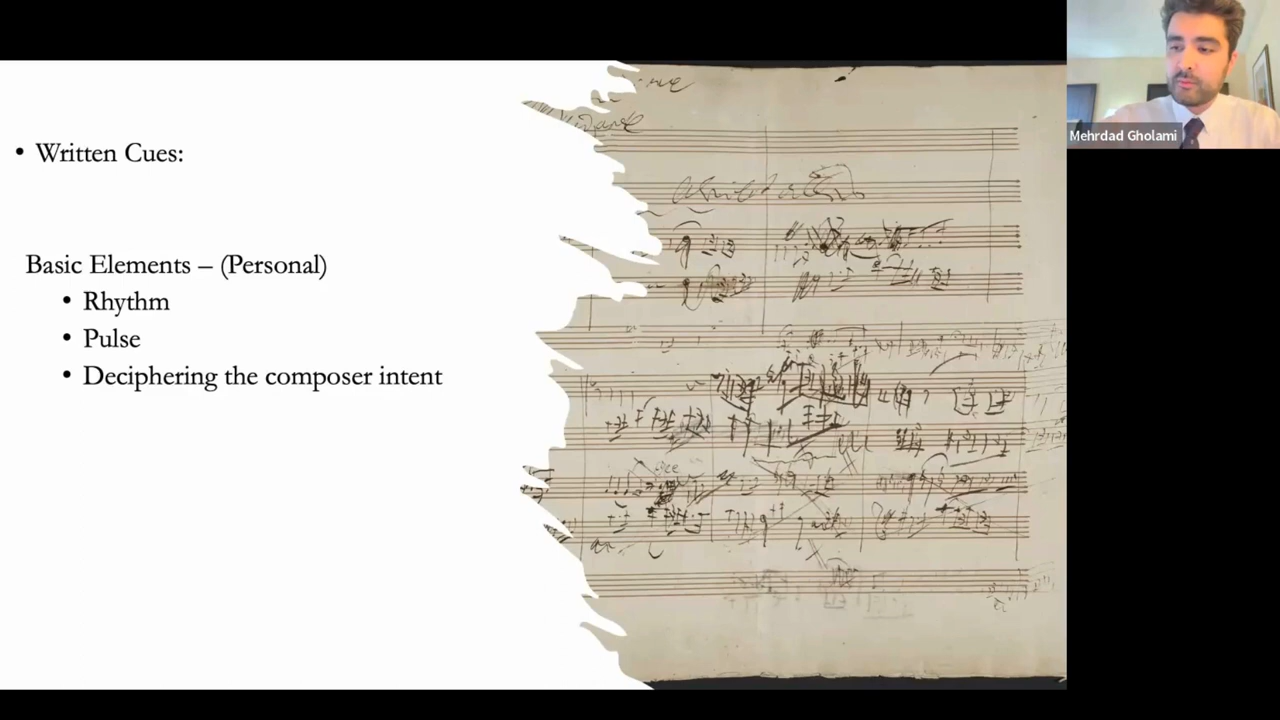 • Written Cues:
Basic Elements – (Personal)
• Rhythm
• Pulse
• Deciphering the composer intent
Mehrdad Gholami